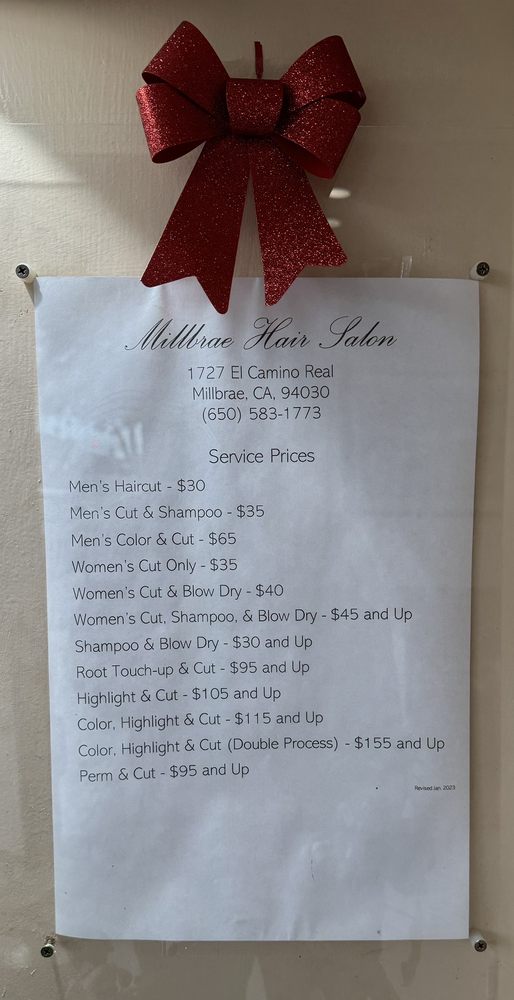 Millbrae Hair Salon
1727 El Camino Real
Millbrae, CA, 94030
(650) 583-1773
Service Prices
Men's Haircut - $30
Men's Cut & Shampoo - $35
Men's Color & Cut - $65
Women's Cut Only - $35
Women's Cut & Blow Dry - $40
Women's Cut, Shampoo, & Blow Dry - $45 and Up
Shampoo & Blow Dry - $30 and Up
Root Touch-up & Cut - $95 and Up
Highlight & Cut - $105 and Up
Color, Highlight & Cut - $115 and Up
Color, Highlight & Cut (Double Process) - $155 and Up
Perm & Cut - $95 and Up
Revised Jan. 2023